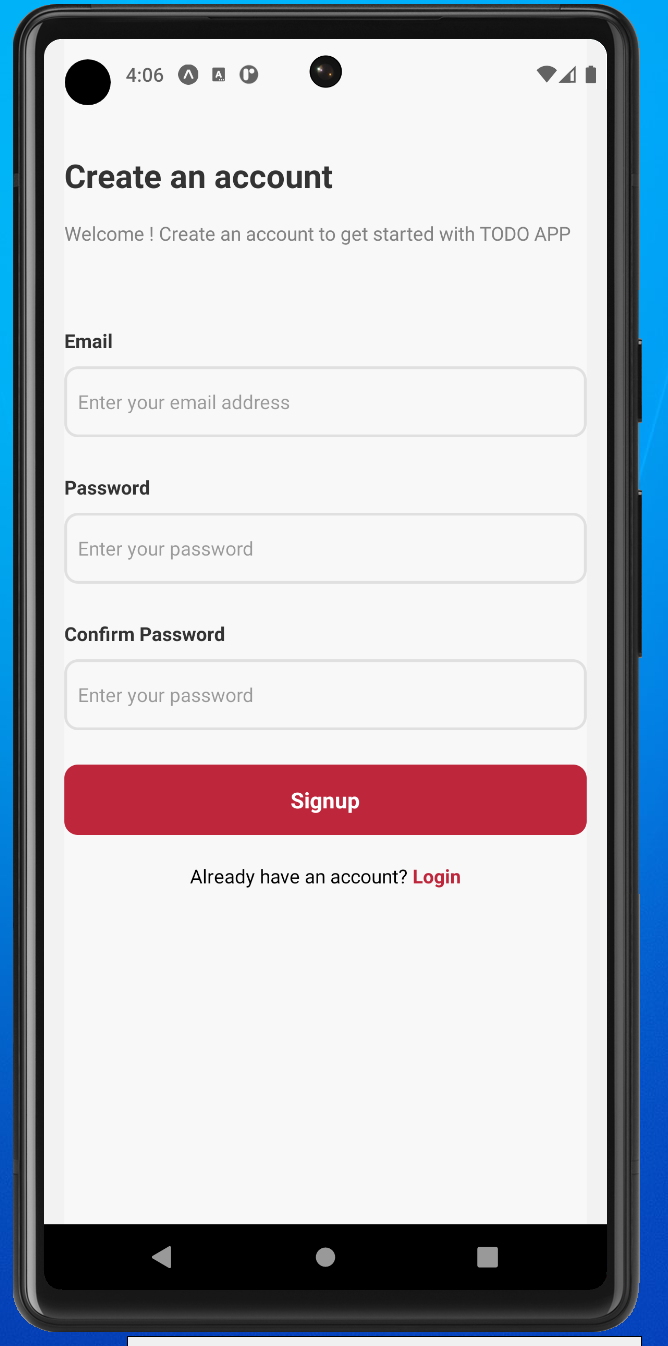 4:06
Create an account
Welcome ! Create an account to get started with TODO APP
Email
Enter your email address
Password
Enter your password
Confirm Password
Enter your password
Signup
Already have an account? Login